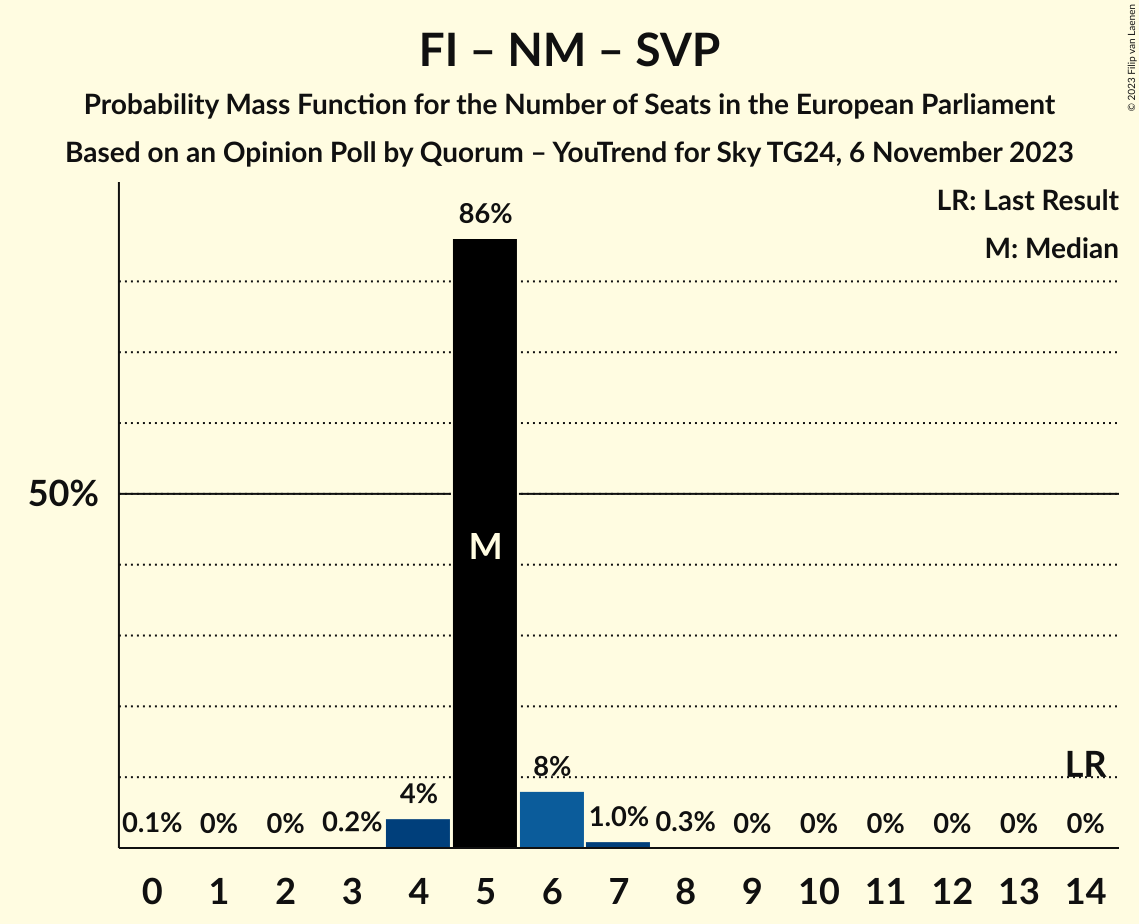 FI – NM – SVP
Probability Mass Function for the Number of Seats in the European Parliament
Based on an Opinion Poll by Quorum – YouTrend for Sky TG24, 6 November 2023
© 2023 Filip van Laenen
LR: Last Result
M: Median
86%
50%
M
LR
8%
4%
0.1% 0% 0% 0.2% 1.0% 0.3% 0% 0% 0% 0% 0% 0%
0 1 2 3 4 5 6 7 8 9 10 11 12 13 14